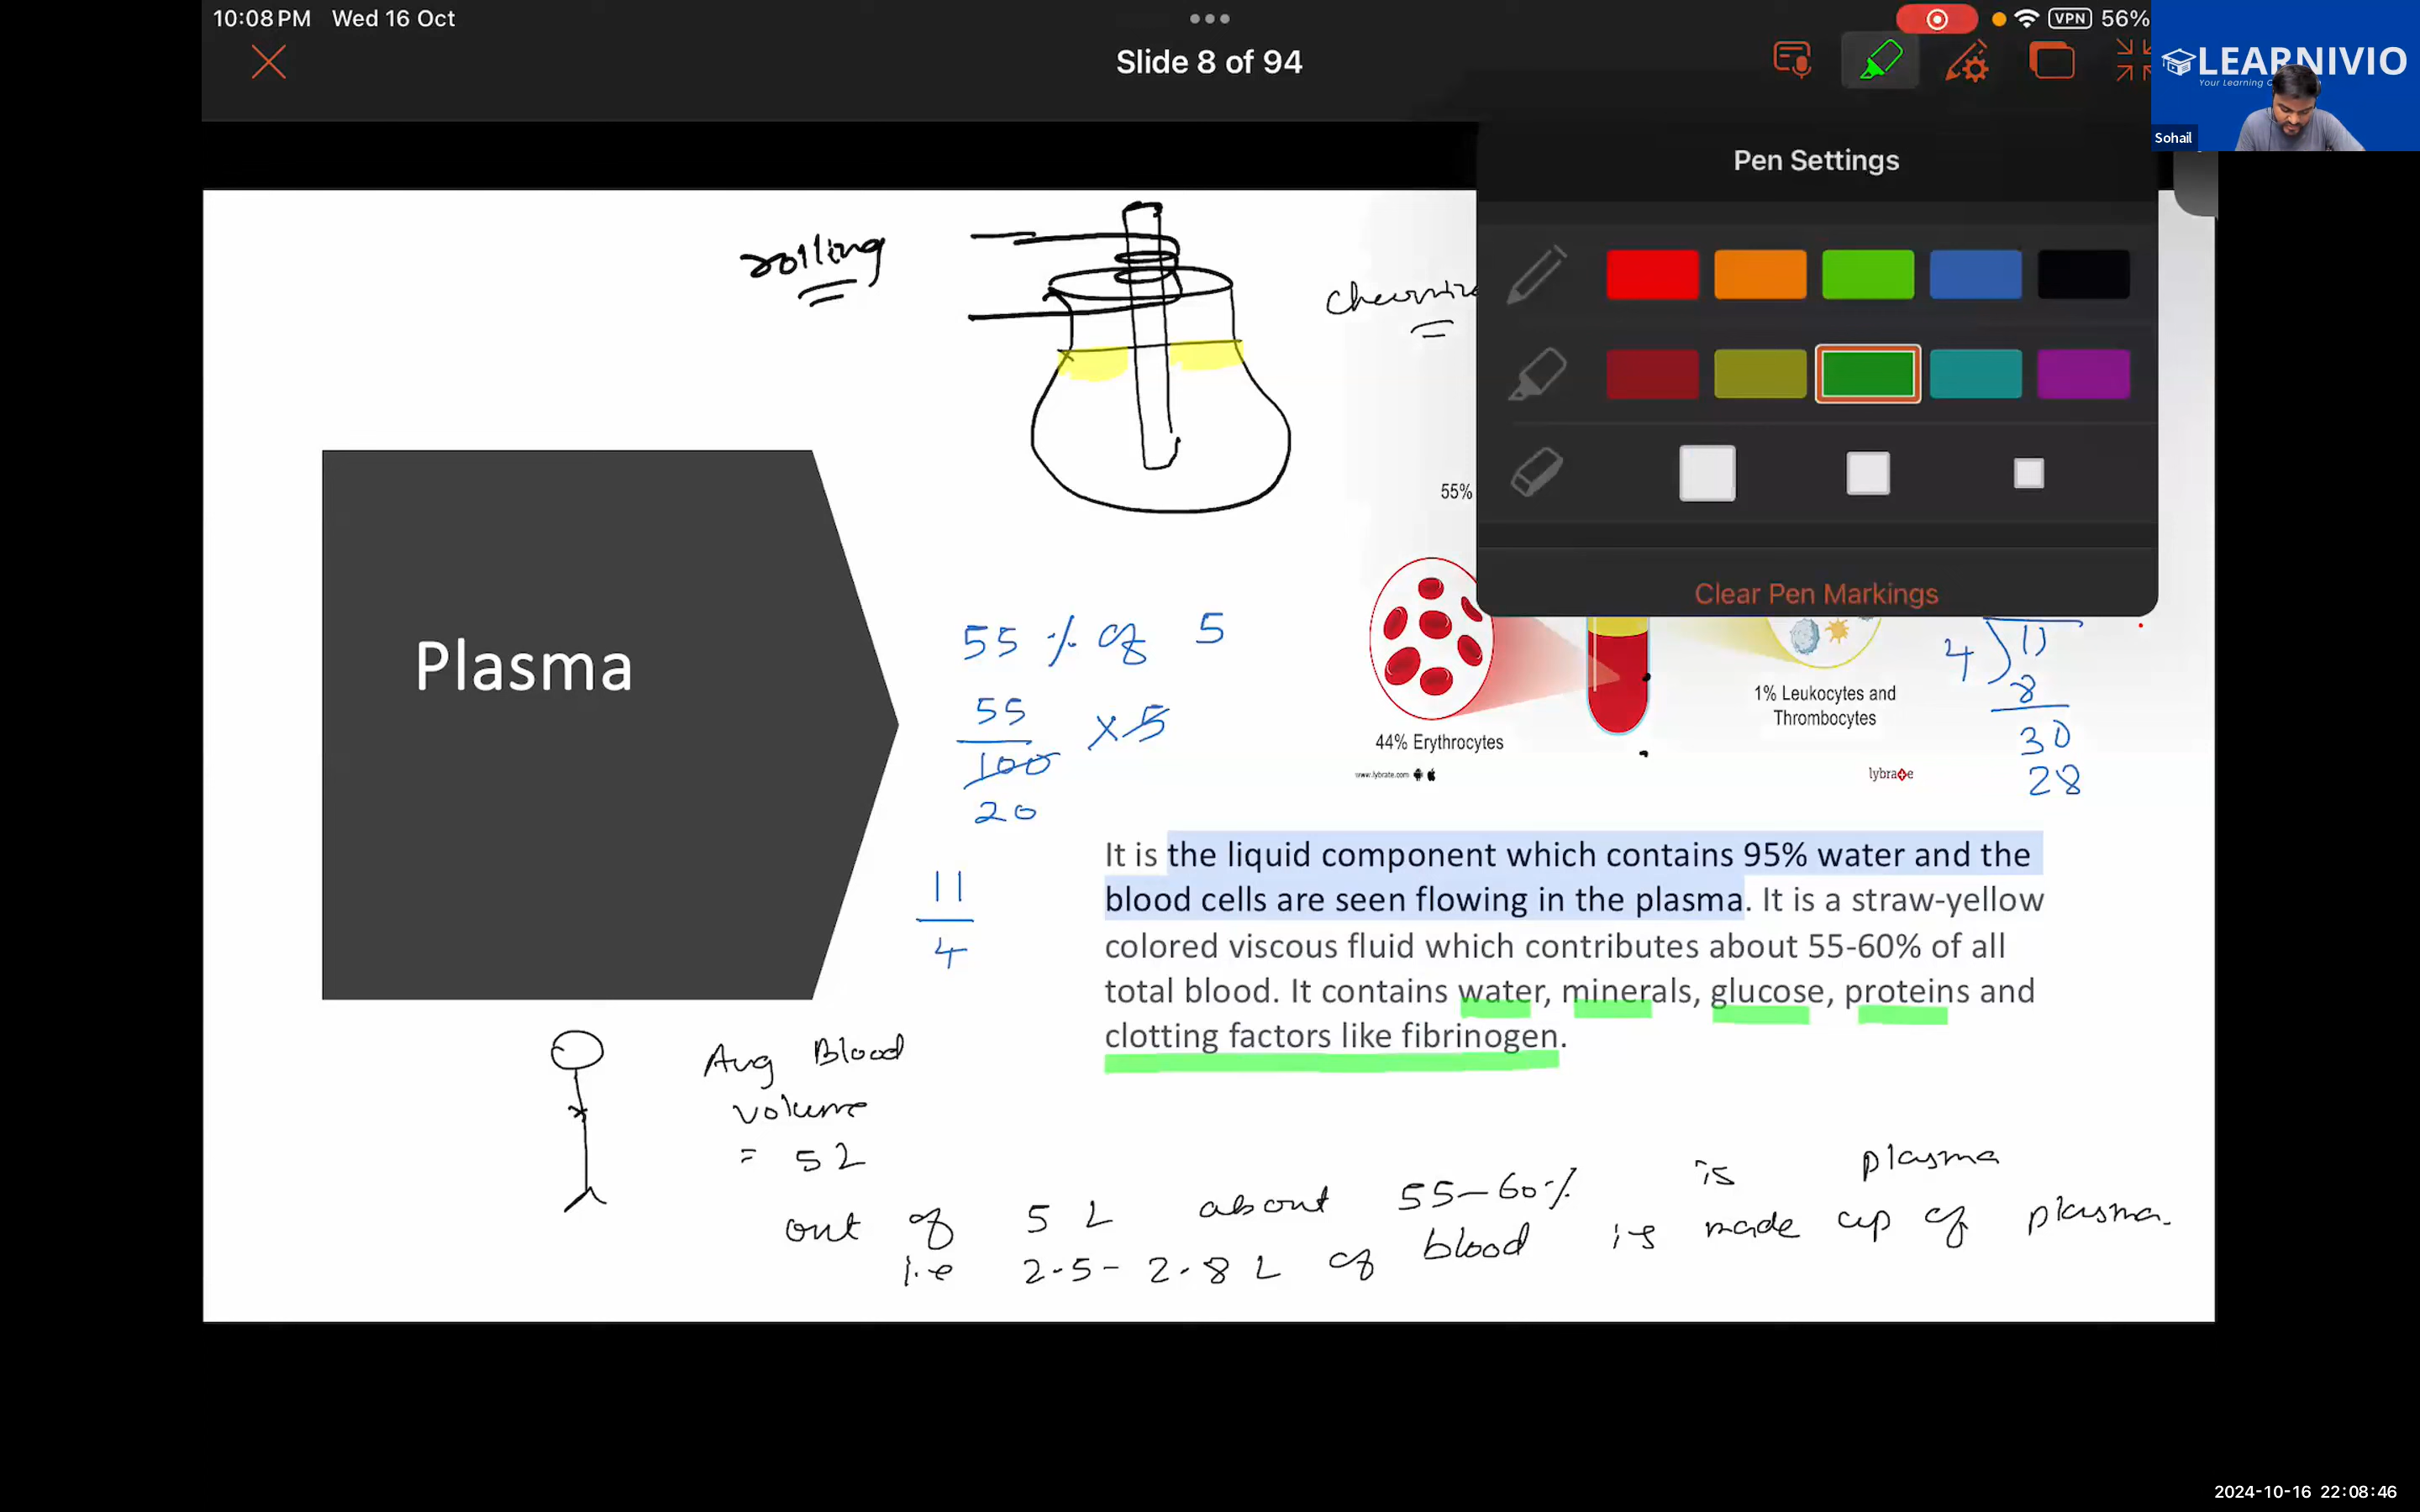 10:08 PM Wed 16 Oct
VPN 56%
Slide 8 of 94
LEARNIVIO
Sohail
Pen Settings
Clear Pen Markings
rolling
55%
Plasma
55 % of 5
55
100
× 5
20
11
4
44% Erythrocytes
1% Leukocytes and
Thrombocytes
www.lybrate.com
lybrate
4 ) 11
8
30
28
It is the liquid component which contains 95% water and the
blood cells are seen flowing in the plasma. It is a straw-yellow
colored viscous fluid which contributes about 55-60% of all
total blood. It contains water, minerals, glucose, proteins and
clotting factors like fibrinogen.
Avg Blood
volume
= 5 L
out of 5 L about 55-60% is plasma
i.e 2.5 - 2.8 L of blood is made up of plasma.
2024-10-16 22:08:46